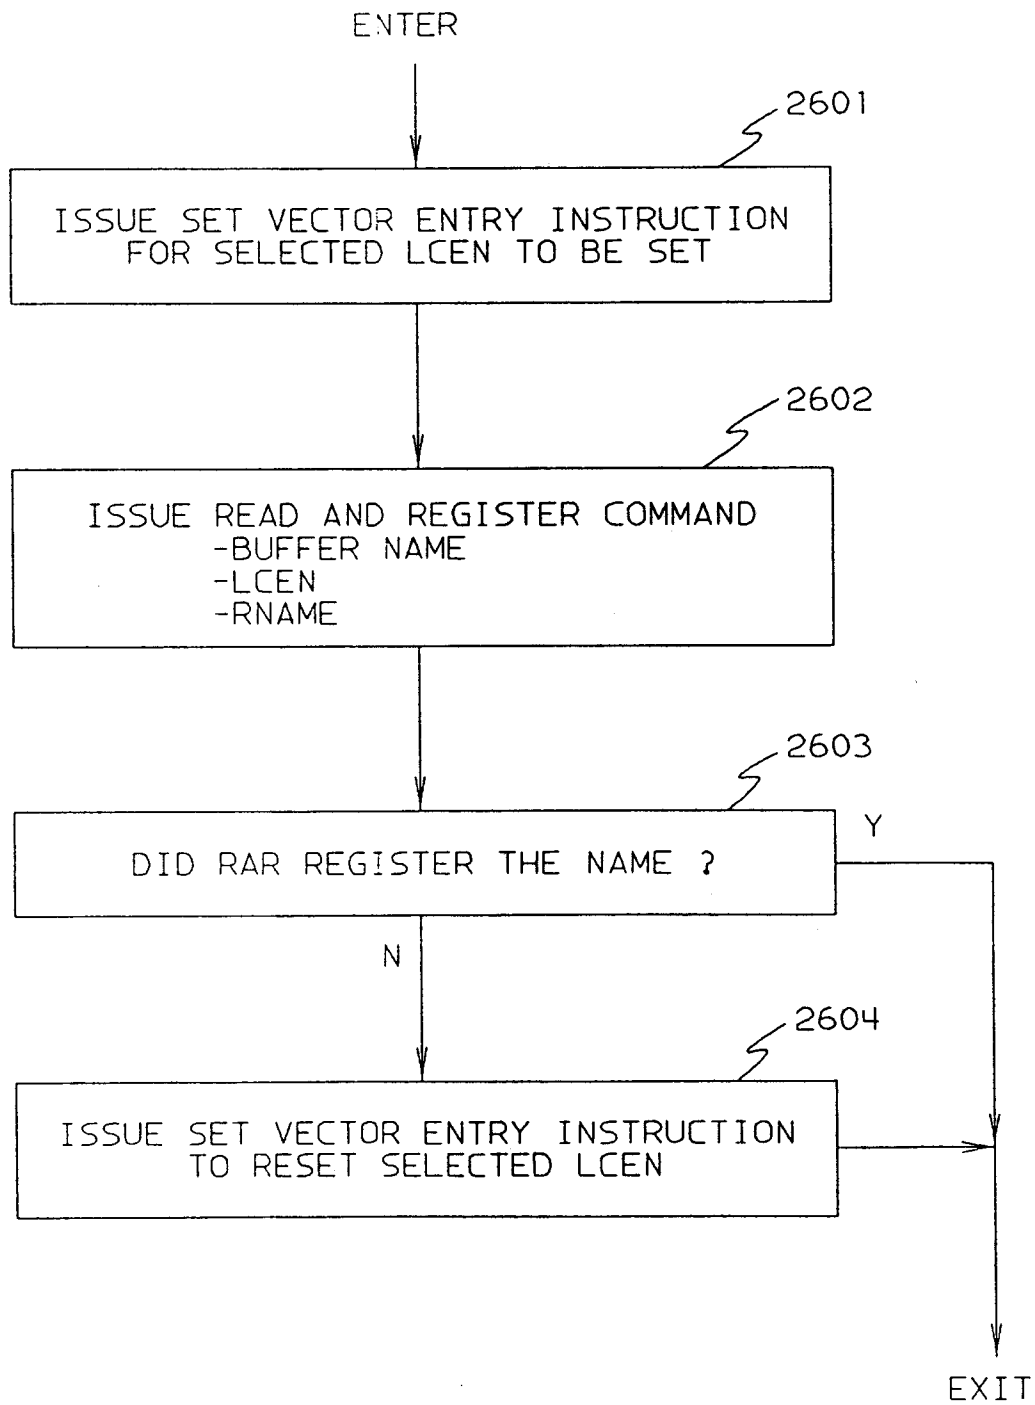 ENTER
2601
ISSUE SET VECTOR ENTRY INSTRUCTION
FOR SELECTED LCEN TO BE SET
2602
ISSUE READ AND REGISTER COMMAND
-BUFFER NAME
-LCEN
-RNAME
2603
DID RAR REGISTER THE NAME ?
Y
N
2604
ISSUE SET VECTOR ENTRY INSTRUCTION
TO RESET SELECTED LCEN
EXIT